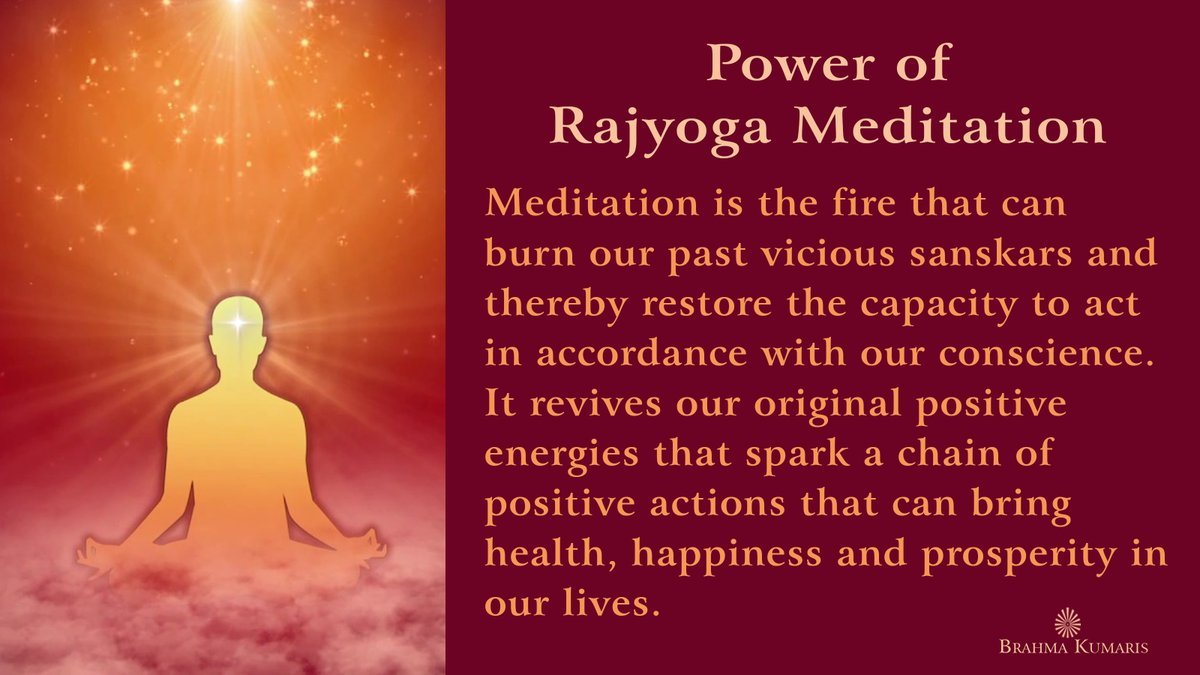 Power of
Rajyoga Meditation
Meditation is the fire that can
burn our past vicious sanskars and
thereby restore the capacity to act
in accordance with our conscience.
It revives our original positive
energies that spark a chain of
positive actions that can bring
health, happiness and prosperity in
our lives.
BRAHMA KUMARIS